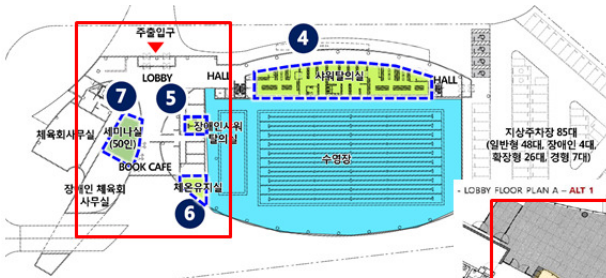 주출입구
4
LOBBY
HALL
샤워탈의실
HALL
7
5
체육회사무실
세미나실
(50인)
장애인샤워
탈의실
수영장
지상주차장 85대
(일반형 48대, 장애인 4대,
확장형 26대, 경형 7대)
BOOK CAFE
체온유지실
장애인 체육회
사무실
6
- LOBBY FLOOR PLAN A – ALT 1